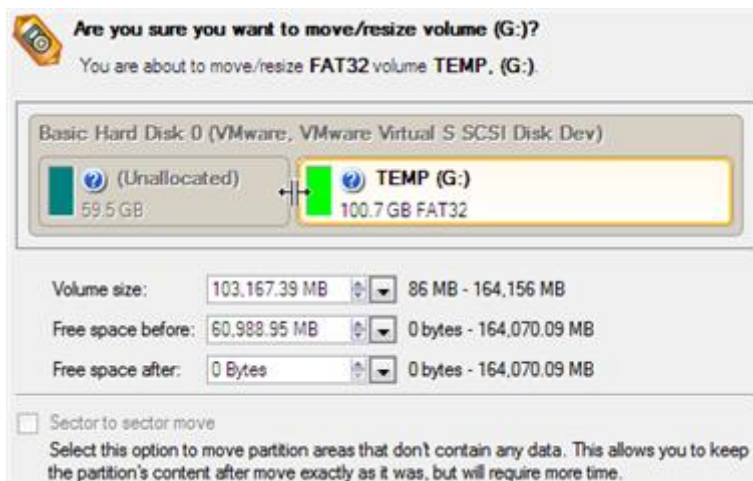 Are you sure you want to move/resize volume (G:)?
You are about to move/resize FAT32 volume TEMP, (G:).
Basic Hard Disk 0 (VMware, VMware Virtual S SCSI Disk Dev)
(Unallocated)
59.5 GB
TEMP (G:)
100.7 GB FAT32
Volume size: 103,167.39 MB 86 MB - 164,156 MB
Free space before: 60,988.95 MB 0 bytes - 164,070.09 MB
Free space after: 0 Bytes 0 bytes - 164,070.09 MB
Sector to sector move
Select this option to move partition areas that don't contain any data. This allows you to keep
the partition's content after move exactly as it was, but will require more time.